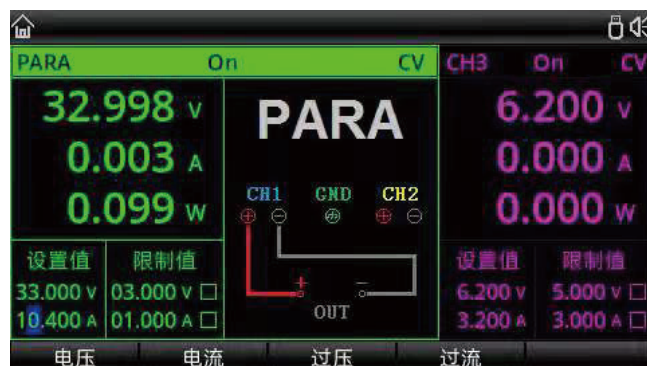 PARA On CV CH3 On CV
32.998 V
0.003 A
0.099 W
PARA
CH1 GND CH2
+ -
OUT
6.200 V
0.000 A
0.000 W
设置值 限制值
33.000 V 03.000 V
10.400 A 01.000 A
设置值 限制值
6.200 V 5.000 V
3.200 A 3.000 A
电压 电流 过压 过流